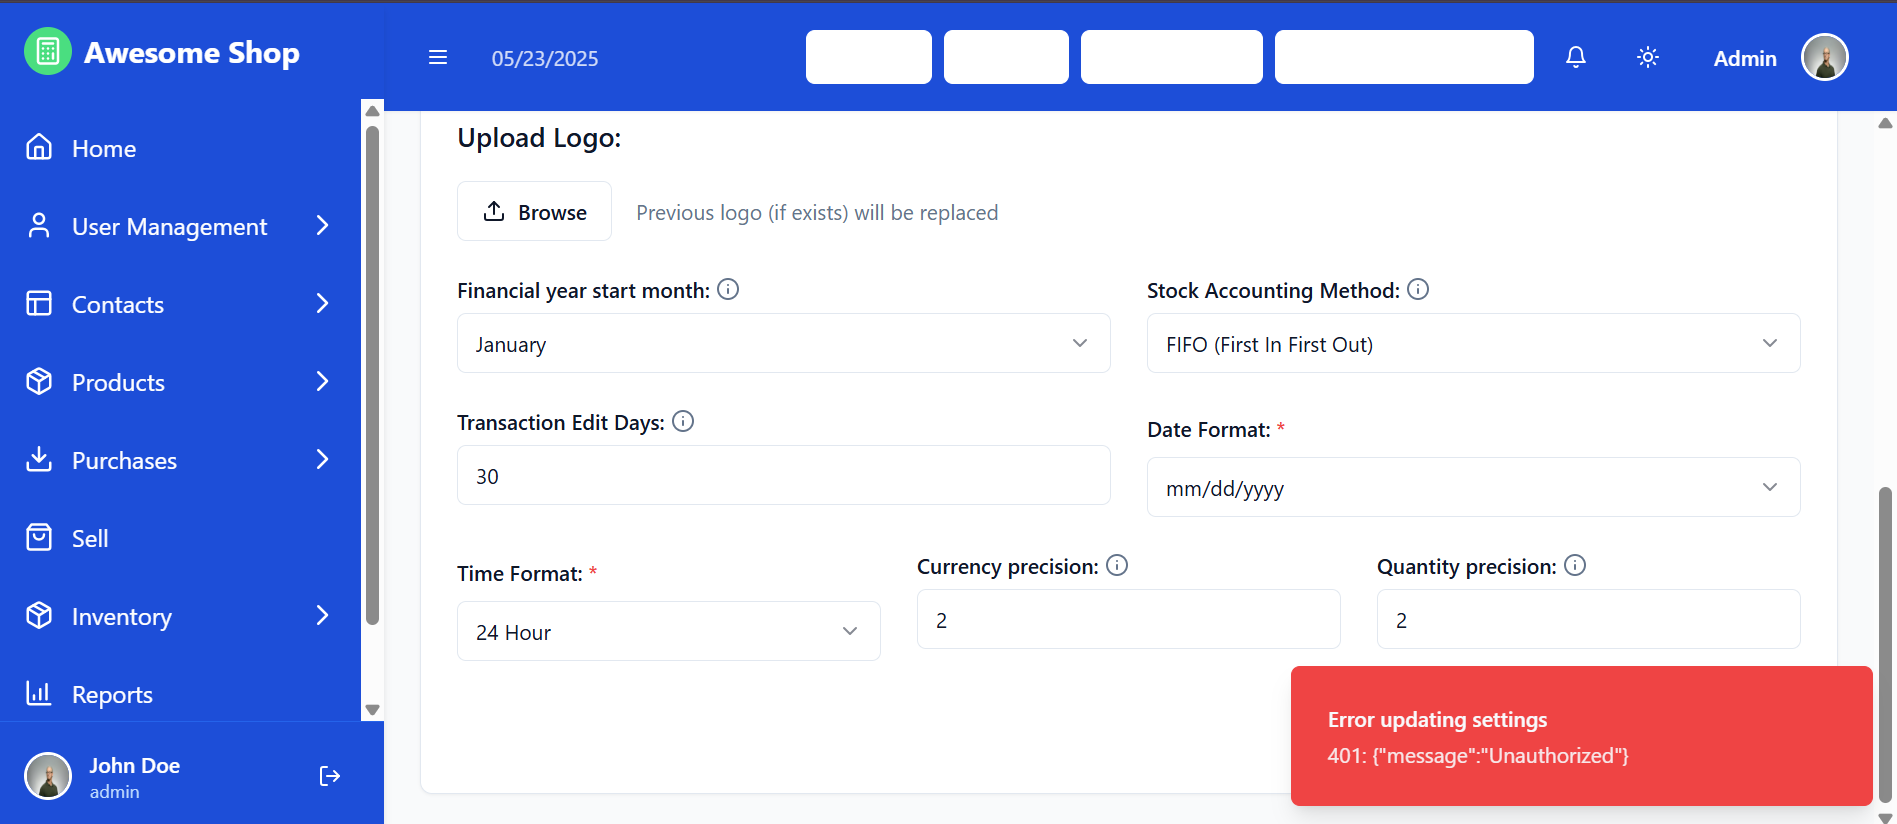 Awesome Shop
05/23/2025
Admin
Home
User Management
Contacts
Products
Purchases
Sell
Inventory
Reports
John Doe
admin
Upload Logo:
Browse
Previous logo (if exists) will be replaced
Financial year start month:
January
Stock Accounting Method:
FIFO (First In First Out)
Transaction Edit Days:
30
Date Format: *
mm/dd/yyyy
Time Format: *
24 Hour
Currency precision:
2
Quantity precision:
2
Error updating settings
401: {"message":"Unauthorized"}